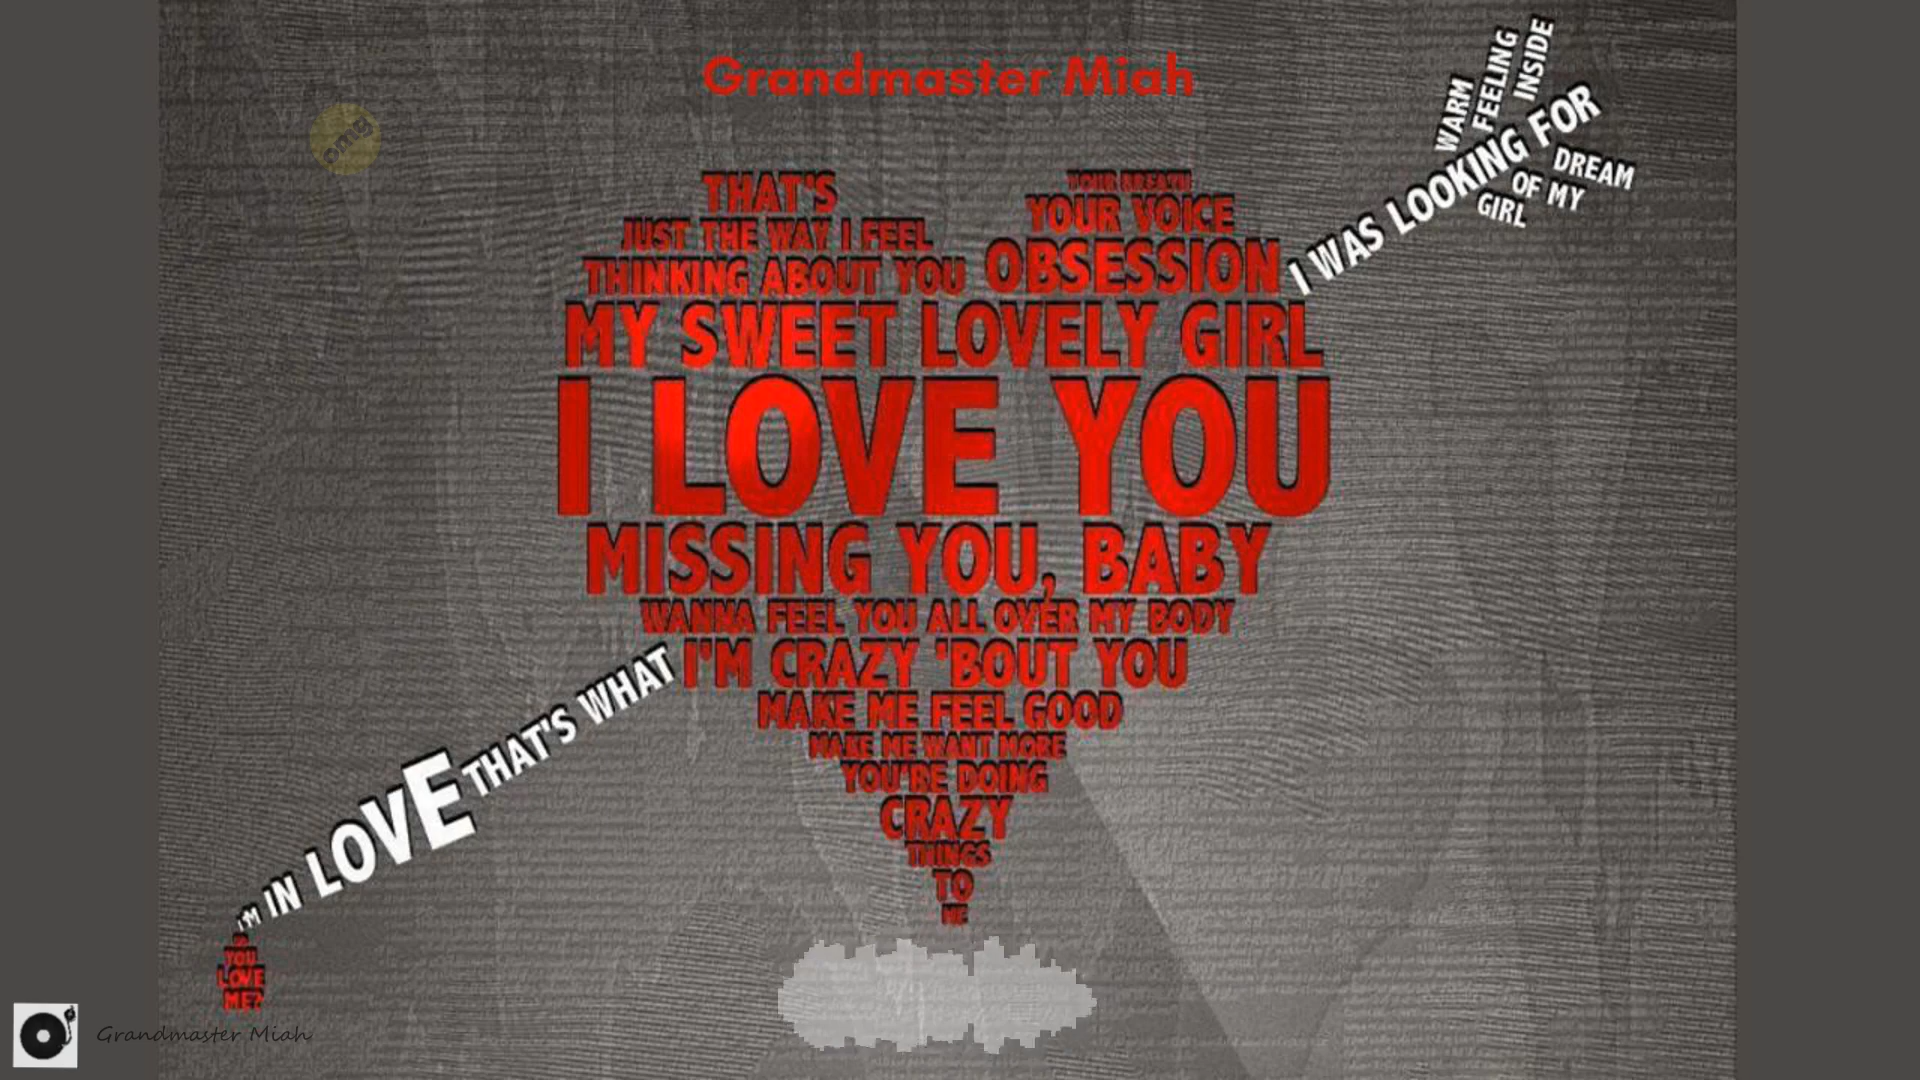 Grandmaster Miah
omg
THAT'S
JUST THE WAY I FEEL
THINKING ABOUT YOU
YOUR BREATH
YOUR VOICE
OBSESSION
MY SWEET LOVELY GIRL
I LOVE YOU
MISSING YOU, BABY
WANNA FEEL YOU ALL OVER MY BODY
I'M CRAZY 'BOUT YOU
MAKE ME FEEL GOOD
MAKE ME WANT MORE
YOU'RE DOING
CRAZY
THINGS
TO
ME
I'M IN LOVE THAT'S WHAT
I WAS LOOKING FOR
WARM
FEELING
INSIDE
DREAM
OF MY
GIRL
DO
YOU
LOVE
ME?
Grandmaster Miah